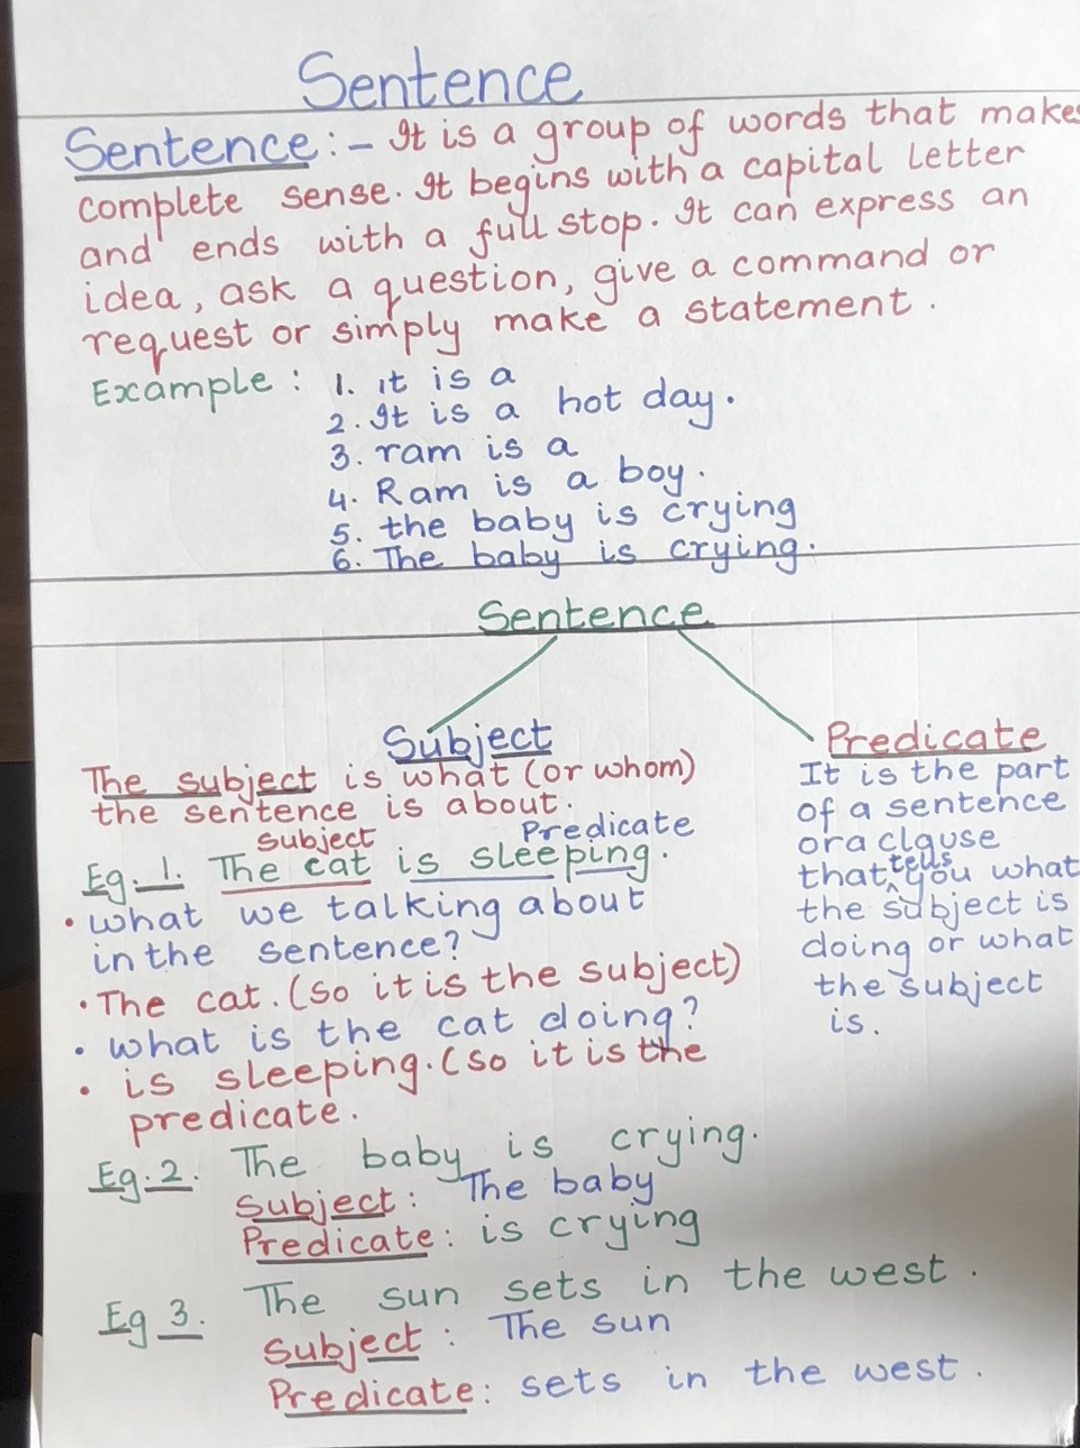 Sentence
Sentence:- It is a group of words that makes
complete sense. It begins with a capital letter
and ends with a full stop. It can express an
idea, ask a question, give a command or
request or simply make a statement.
Example: 1. it is a
2. It is a hot day.
3. ram is a
4. Ram is a boy.
5. the baby is crying
6. The baby is crying.
Sentence
Subject
The subject is what (or whom)
the sentence is about.
Subject Predicate
Eg. 1. The cat is sleeping.
• what we talking about
in the sentence?
• The cat. (So it is the subject)
• what is the cat doing?
• is sleeping. (so it is the
predicate.
Predicate
It is the part
of a sentence
or a clause
that tells you what
the subject is
doing or what
the subject
is.
Eg. 2. The baby is crying.
Subject: The baby
Predicate: is crying
Eg 3. The sun sets in the west.
Subject: The sun
Predicate: sets in the west.